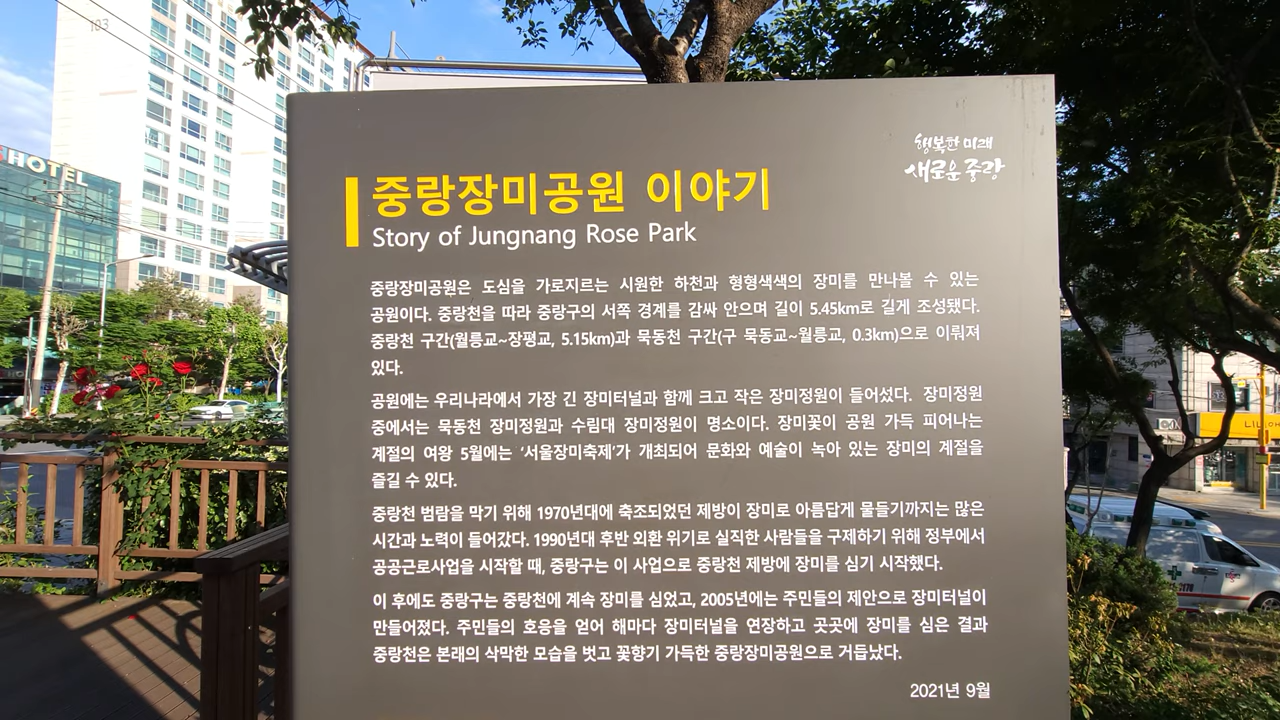 103
HOTEL
행복한 미래
새로운 중랑
중랑장미공원 이야기
Story of Jungnang Rose Park
중랑장미공원은 도심을 가로지르는 시원한 하천과 형형색색의 장미를 만나볼 수 있는
공원이다. 중랑천을 따라 중랑구의 서쪽 경계를 감싸 안으며 길이 5.45km로 길게 조성됐다.
중랑천 구간(월릉교~장평교, 5.15km)과 묵동천 구간(구 묵동교~월릉교, 0.3km)으로 이뤄져
있다.
공원에는 우리나라에서 가장 긴 장미터널과 함께 크고 작은 장미정원이 들어섰다. 장미정원
중에서는 묵동천 장미정원과 수림대 장미정원이 명소이다. 장미꽃이 공원 가득 피어나는
계절의 여왕 5월에는 ‘서울장미축제’가 개최되어 문화와 예술이 녹아 있는 장미의 계절을
즐길 수 있다.
중랑천 범람을 막기 위해 1970년대에 축조되었던 제방이 장미로 아름답게 물들기까지는 많은
시간과 노력이 들어갔다. 1990년대 후반 외환 위기로 실직한 사람들을 구제하기 위해 정부에서
공공근로사업을 시작할 때, 중랑구는 이 사업으로 중랑천 제방에 장미를 심기 시작했다.
이 후에도 중랑구는 중랑천에 계속 장미를 심었고, 2005년에는 주민들의 제안으로 장미터널이
만들어졌다. 주민들의 호응을 얻어 해마다 장미터널을 연장하고 곳곳에 장미를 심은 결과
중랑천은 본래의 삭막한 모습을 벗고 꽃향기 가득한 중랑장미공원으로 거듭났다.
2021년 9월